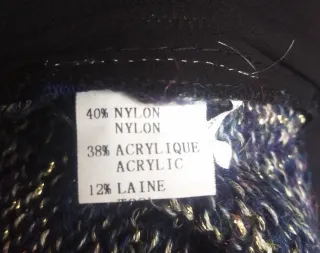 40% NYLON
NYLON
38% ACRYLIQUE
ACRYLIC
12% LAINE